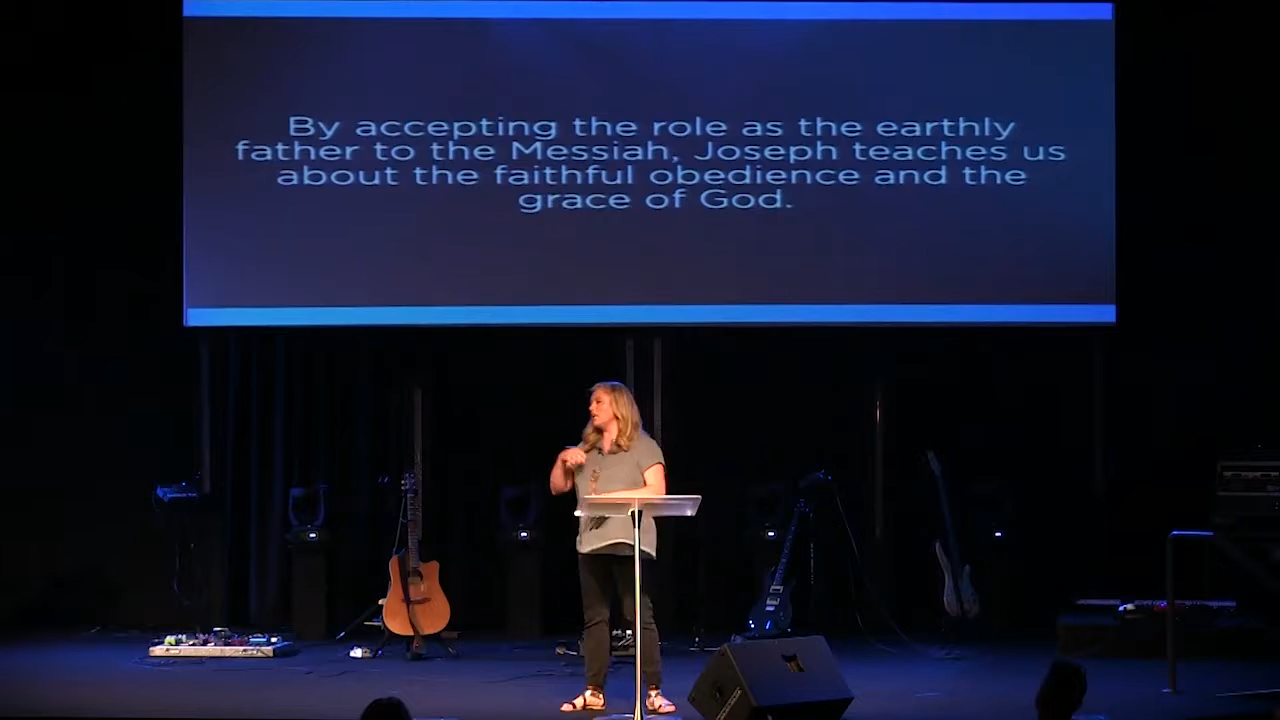 By accepting the role as the earthly
father to the Messiah, Joseph teaches us
about the faithful obedience and the
grace of God.